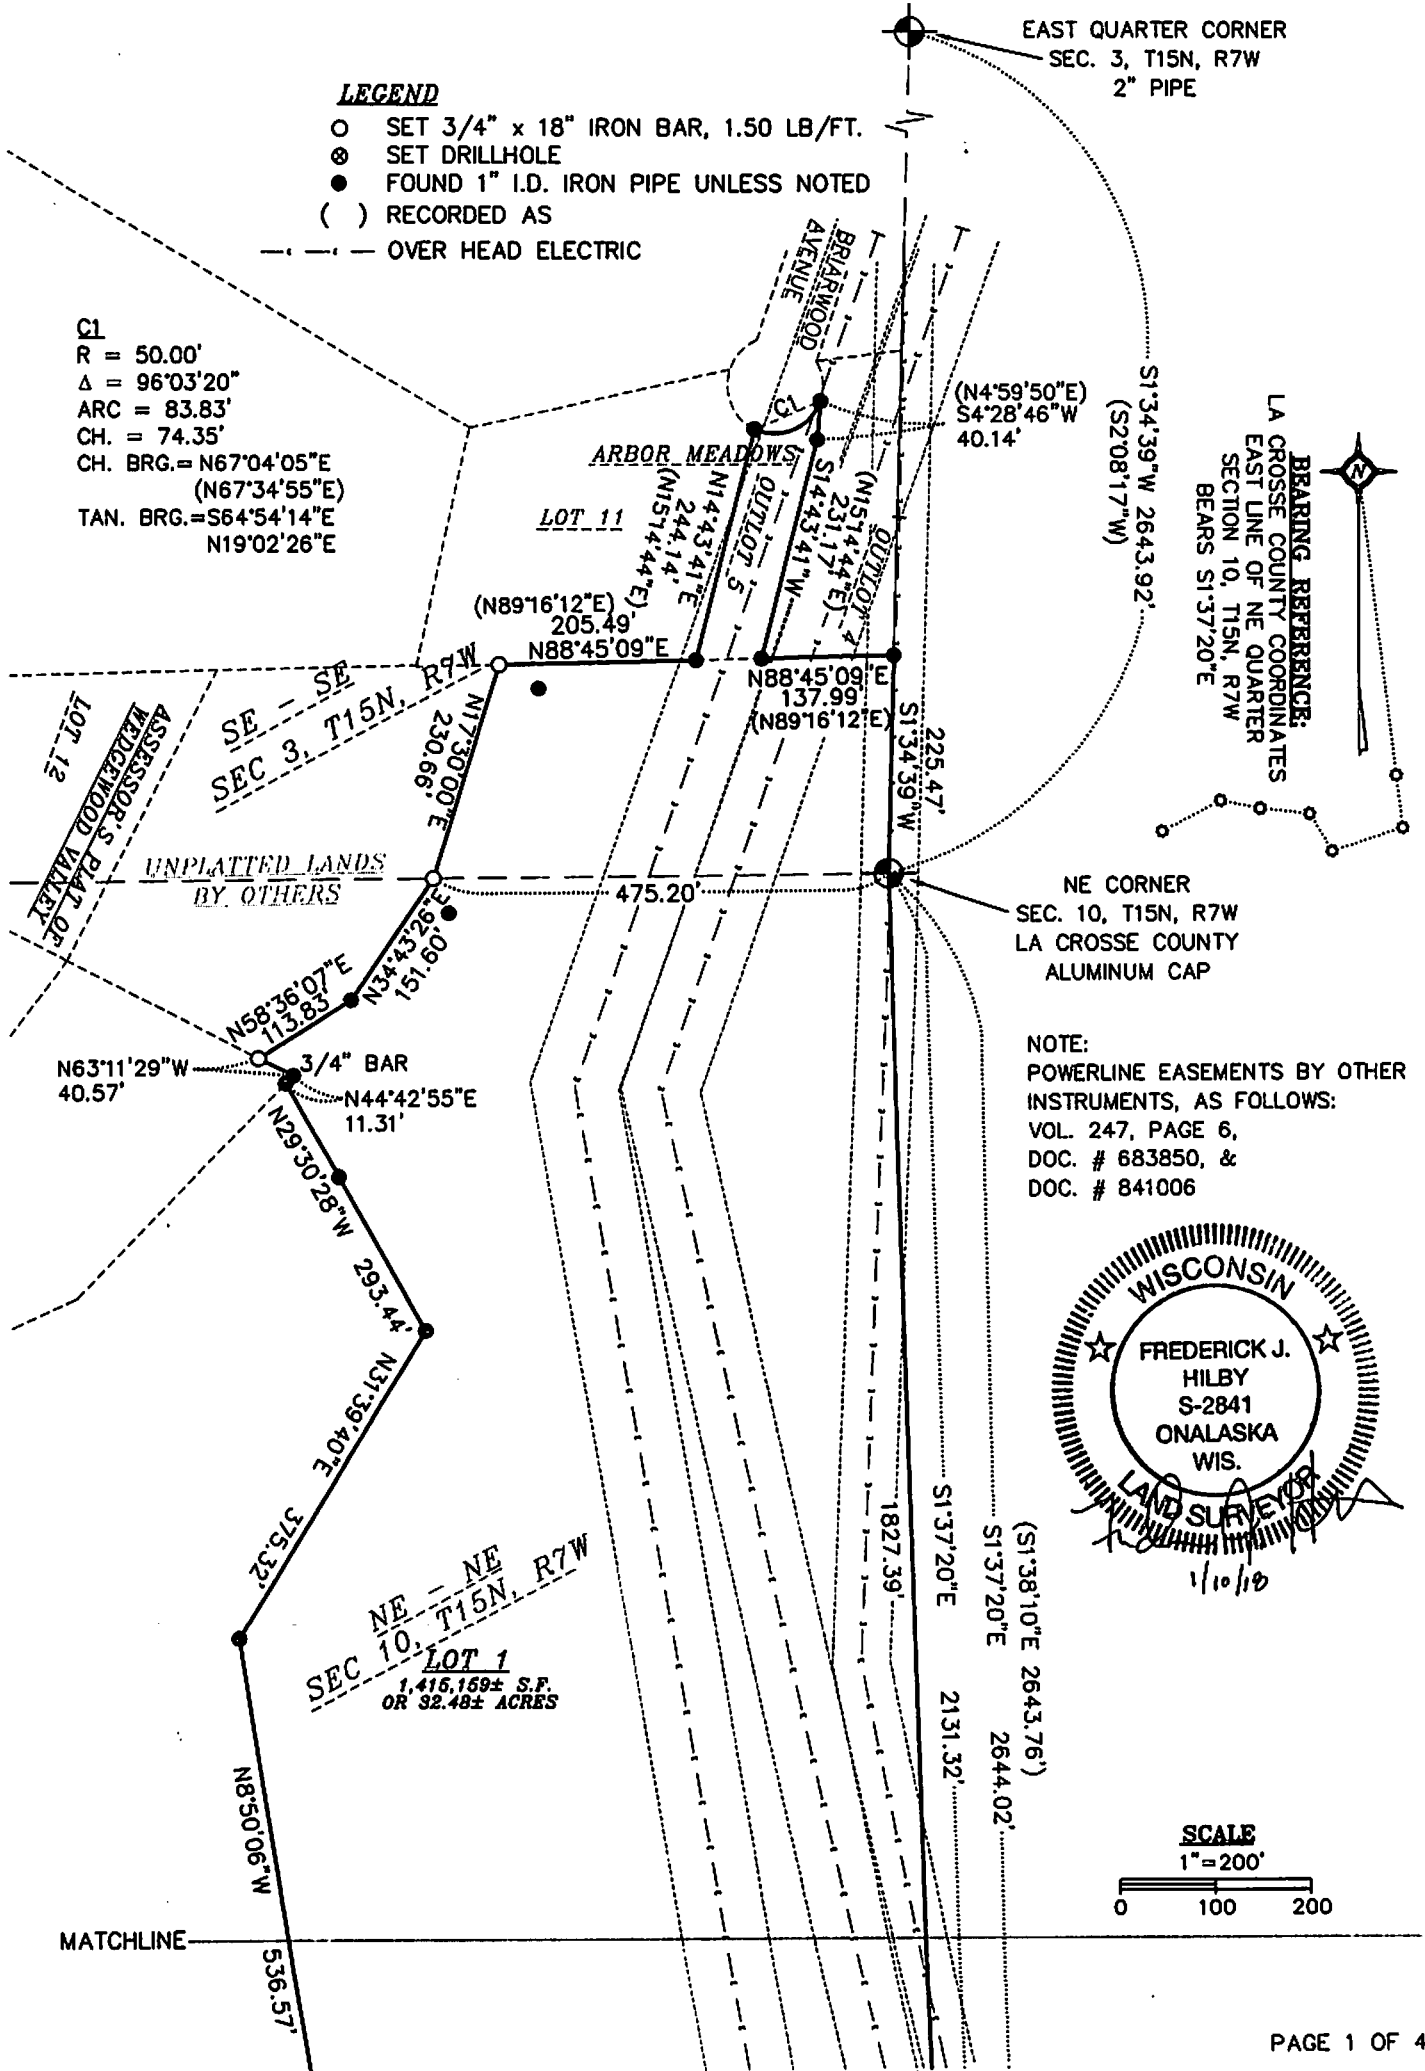 EAST QUARTER CORNER
SEC. 3, T15N, R7W
2" PIPE
LEGEND
SET 3/4" x 18" IRON BAR, 1.50 LB/FT.
SET DRILLHOLE
FOUND 1" I.D. IRON PIPE UNLESS NOTED
( ) RECORDED AS
OVER HEAD ELECTRIC
C1
R = 50.00'
Δ = 96°03'20"
ARC = 83.83'
CH. = 74.35'
CH. BRG.= N67°04'05"E
(N67°34'55"E)
TAN. BRG.=S64°54'14"E
N19°02'26"E
BRIARWOOD
AVENUE
C1
(N4°59'50"E)
S4°28'46"W
40.14'
S1°34'39"W 2643.92'
(S2°08'17"W)
BEARING REFERENCE:
LA CROSSE COUNTY COORDINATES
EAST LINE OF NE QUARTER
SECTION 10, T15N, R7W
BEARS S1°37'20"E
N
ARBOR MEADOWS
LOT 11
OUTLOT 5
OUTLOT 4
N14°43'41"E
244.14'
(N15°14'44"E)
(N15°14'44"E)
231.17'
S14°43'41"W
(N89°16'12"E)
205.49'
N88°45'09"E
N88°45'09"E
137.99'
(N89°16'12"E)
SE - SE
SEC 3, T15N, R7W
N17°30'00"E
230.66'
225.47'
S1°34'39"W
LOT 12
ASSESSOR'S PLAT OF
WEDGEWOOD VALLEY
UNPLATTED LANDS
BY OTHERS
475.20'
NE CORNER
SEC. 10, T15N, R7W
LA CROSSE COUNTY
ALUMINUM CAP
N34°43'26"E
151.60'
N58°36'07"E
113.83'
N63°11'29"W
40.57'
3/4" BAR
N44°42'55"E
11.31'
NOTE:
POWERLINE EASEMENTS BY OTHER
INSTRUMENTS, AS FOLLOWS:
VOL. 247, PAGE 6,
DOC. # 683850, &
DOC. # 841006
N29°30'28"W 293.44'
N31°39'40"E 375.32'
WISCONSIN
FREDERICK J.
HILBY
S-2841
ONALASKA
WIS.
LAND SURVEYOR
1/10/18
1827.39'
S1°37'20"E 2131.32'
(S1°38'10"E 2643.76')
S1°37'20"E 2644.02'
NE - NE
SEC 10, T15N, R7W
LOT 1
1,415,159± S.F.
OR 32.48± ACRES
N8°50'06"W 536.57'
SCALE
1"=200'
0 100 200
MATCHLINE
PAGE 1 OF 4